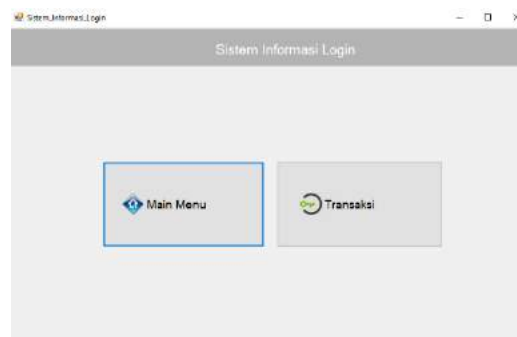 Sistem_Informasi_Login
Sistem Informasi Login
Main Menu
Transaksi